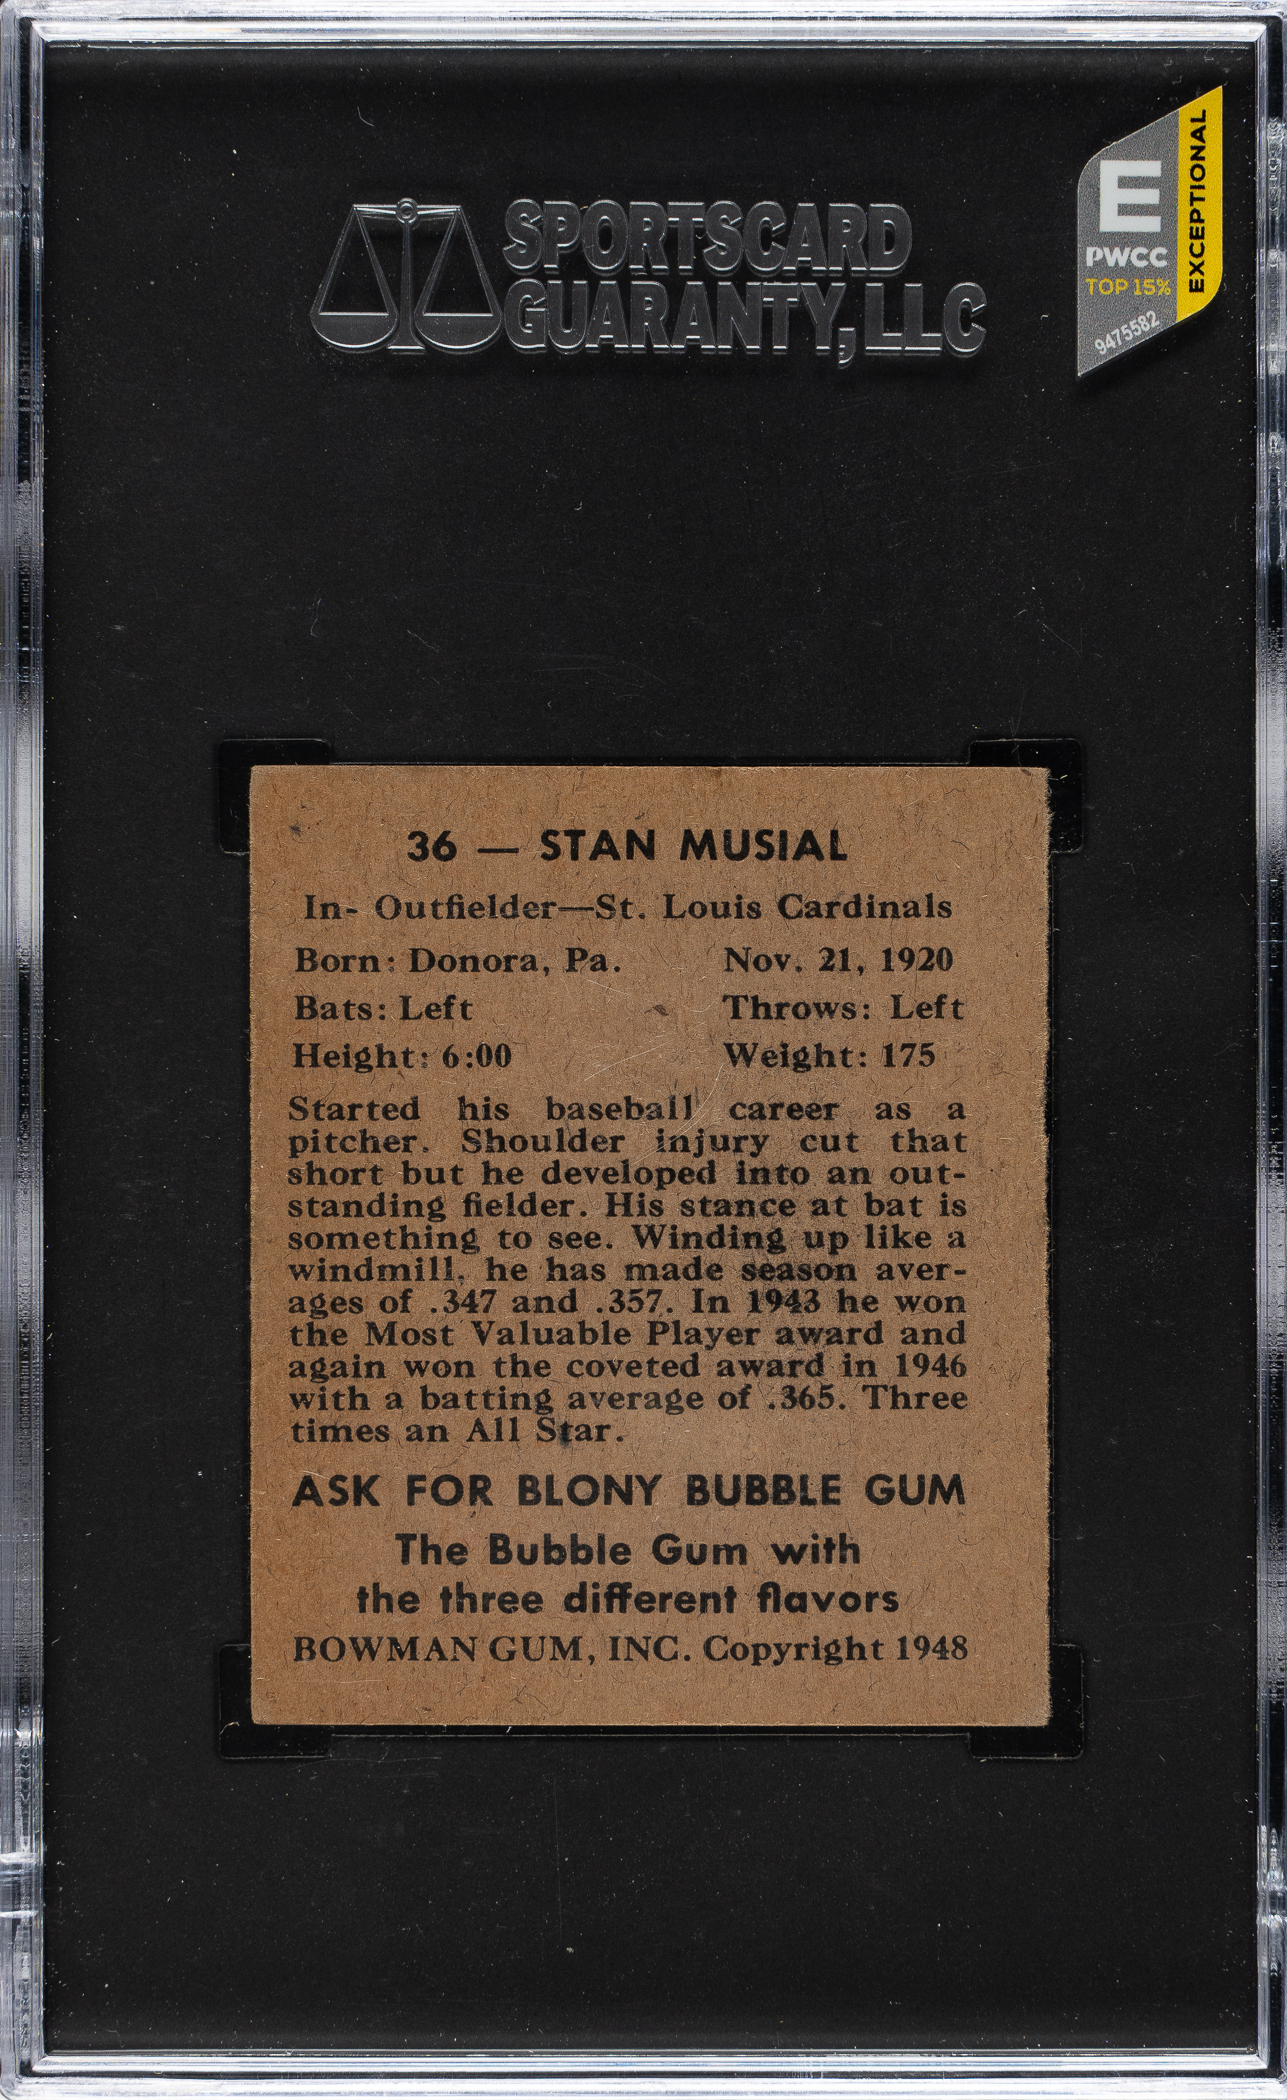 SPORTSCARD
GUARANTY, LLC
E
PWCC
TOP 15%
9475582
EXCEPTIONAL
36 — STAN MUSIAL
In- Outfielder—St. Louis Cardinals
Born: Donora, Pa. Nov. 21, 1920
Bats: Left Throws: Left
Height: 6:00 Weight: 175
Started his baseball career as a
pitcher. Shoulder injury cut that
short but he developed into an out-
standing fielder. His stance at bat is
something to see. Winding up like a
windmill, he has made season aver-
ages of .347 and .357. In 1943 he won
the Most Valuable Player award and
again won the coveted award in 1946
with a batting average of .365. Three
times an All Star.
ASK FOR BLONY BUBBLE GUM
The Bubble Gum with
the three different flavors
BOWMAN GUM, INC. Copyright 1948